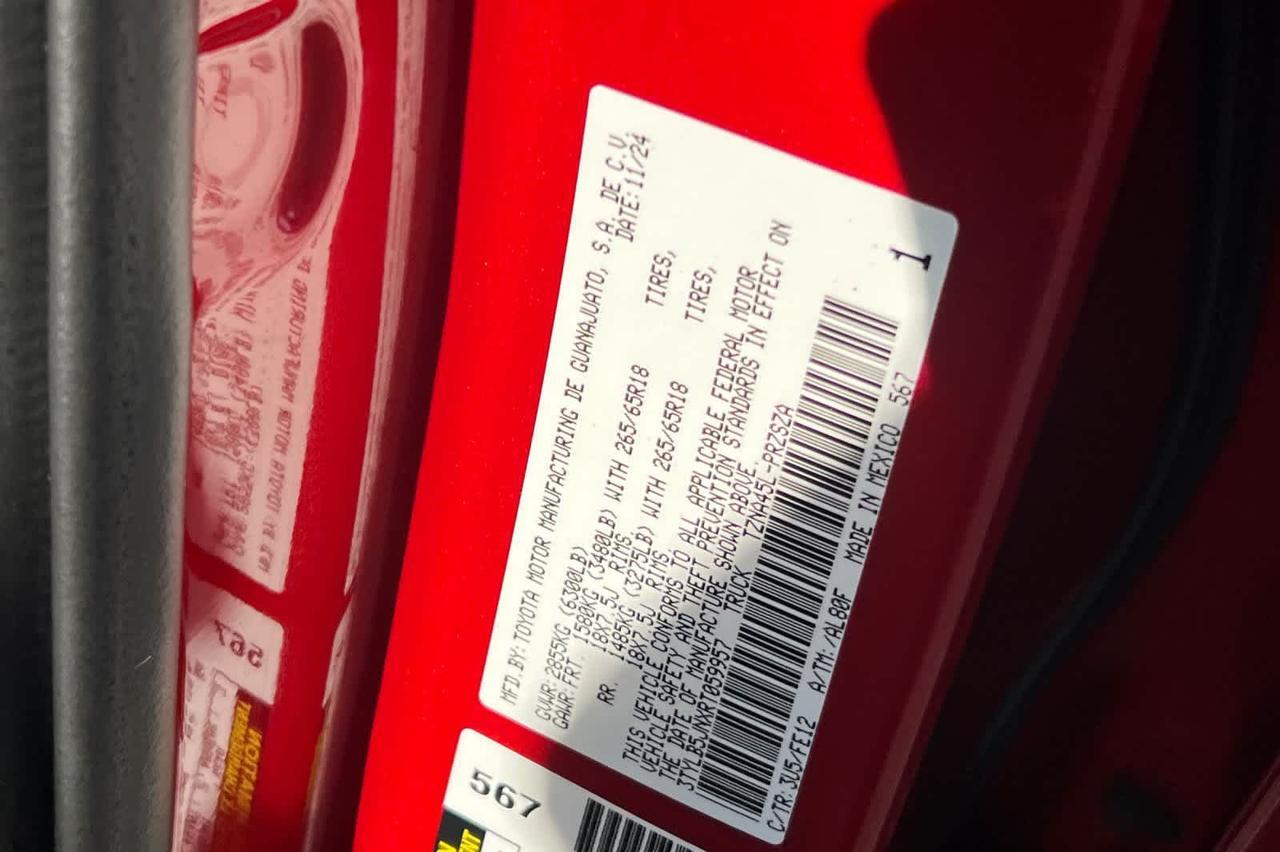 MFD.BY:TOYOTA MOTOR MANUFACTURING DE GUANAJUATO, S.A. DE C.V.
DATE:11/24
GVWR:2855KG (6300LB)
GAWR:FRT. 1580KG (3480LB) WITH 265/65R18 TIRES,
18X7.5J RIMS,
RR. 1485KG (3275LB) WITH 265/65R18 TIRES,
18X7.5J RIMS,
THIS VEHICLE CONFORMS TO ALL APPLICABLE FEDERAL MOTOR
VEHICLE SAFETY AND THEFT PREVENTION STANDARDS IN EFFECT ON
THE DATE OF MANUFACTURE SHOWN ABOVE.
3TYLB5JNXRT059957 TRUCK TZNA45L-PRZSZA
1
C/TR:3U5/FE12 A/TM: /AL80F MADE IN MEXICO 567
567